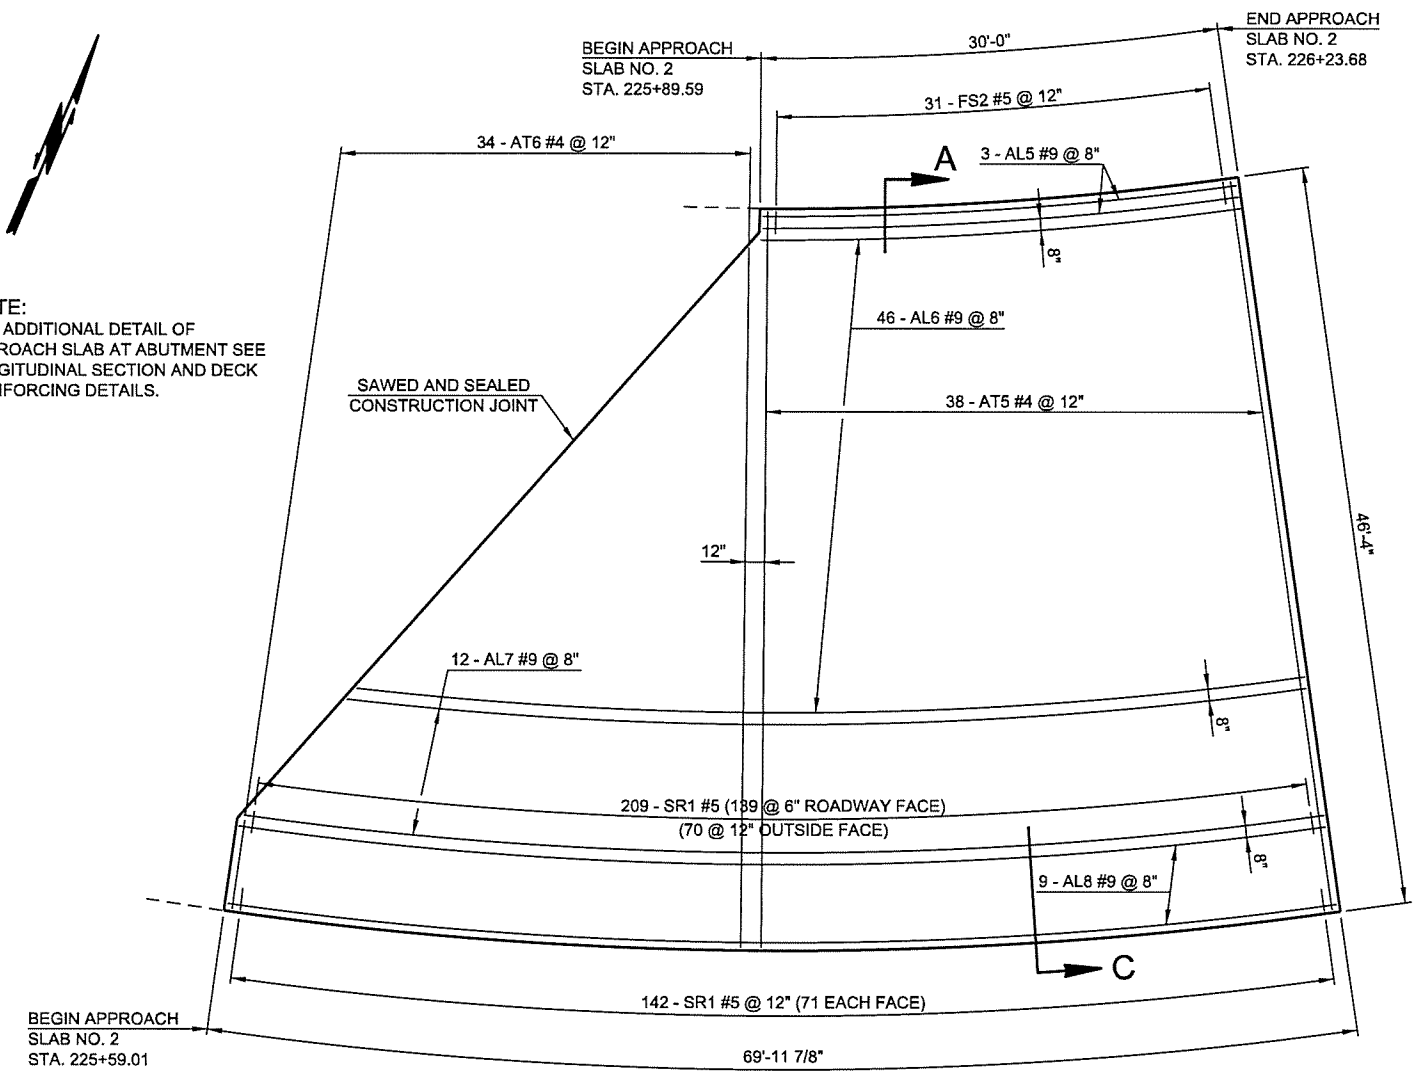 BEGIN APPROACH
SLAB NO. 2
STA. 225+89.59
30'-0"
END APPROACH
SLAB NO. 2
STA. 226+23.68
31 - FS2 #5 @ 12"
34 - AT6 #4 @ 12"
A
3 - AL5 #9 @ 8"
8"
TE:
ADDITIONAL DETAIL OF
ROACH SLAB AT ABUTMENT SEE
GITUDINAL SECTION AND DECK
NFORCING DETAILS.
46 - AL6 #9 @ 8"
SAWED AND SEALED
CONSTRUCTION JOINT
38 - AT5 #4 @ 12"
46'-4"
12"
12 - AL7 #9 @ 8"
8"
209 - SR1 #5 (139 @ 6" ROADWAY FACE)
(70 @ 12" OUTSIDE FACE)
8"
9 - AL8 #9 @ 8"
C
142 - SR1 #5 @ 12" (71 EACH FACE)
BEGIN APPROACH
SLAB NO. 2
STA. 225+59.01
69'-11 7/8"